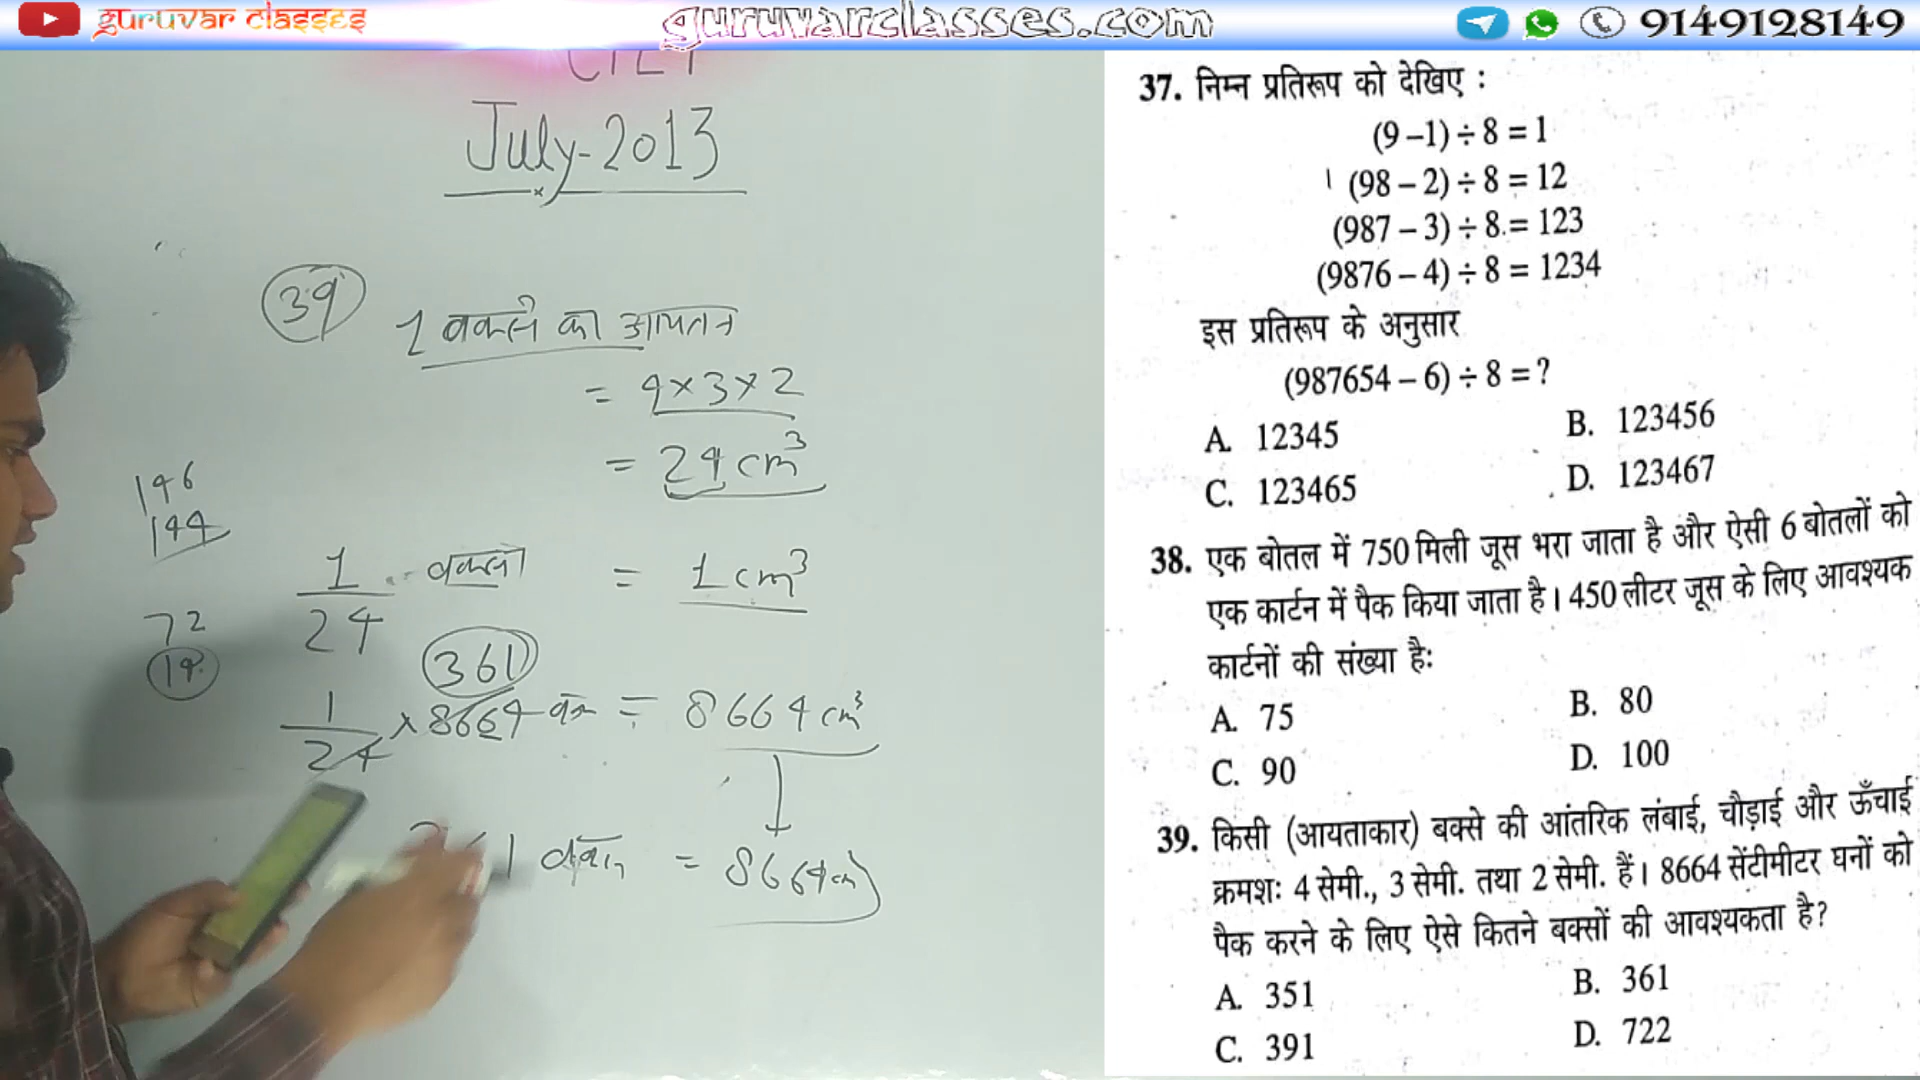 guruvar classes
guruvarclasses.com
9149128149
CTET
July-2013
39
1 बक्से का आयतन
= 4×3×2
= 24 cm³
146
144
1/24 बक्सा = 1 cm³
72
14
361
1/24 × 8664 = 8664 cm³
= 8664 cm³
37. निम्न प्रतिरूप को देखिए :
(9 –1) ÷ 8 = 1
(98 – 2) ÷ 8 = 12
(987 – 3) ÷ 8 = 123
(9876 – 4) ÷ 8 = 1234
इस प्रतिरूप के अनुसार
(987654 – 6) ÷ 8 = ?
A. 12345 B. 123456
C. 123465 D. 123467
38. एक बोतल में 750 मिली जूस भरा जाता है और ऐसी 6 बोतलों को
एक कार्टन में पैक किया जाता है। 450 लीटर जूस के लिए आवश्यक
कार्टनों की संख्या हैः
A. 75 B. 80
C. 90 D. 100
39. किसी (आयताकार) बक्से की आंतरिक लंबाई, चौड़ाई और ऊँचाई
क्रमशः 4 सेमी., 3 सेमी. तथा 2 सेमी. हैं। 8664 सेंटीमीटर घनों को
पैक करने के लिए ऐसे कितने बक्सों की आवश्यकता है?
A. 351 B. 361
C. 391 D. 722